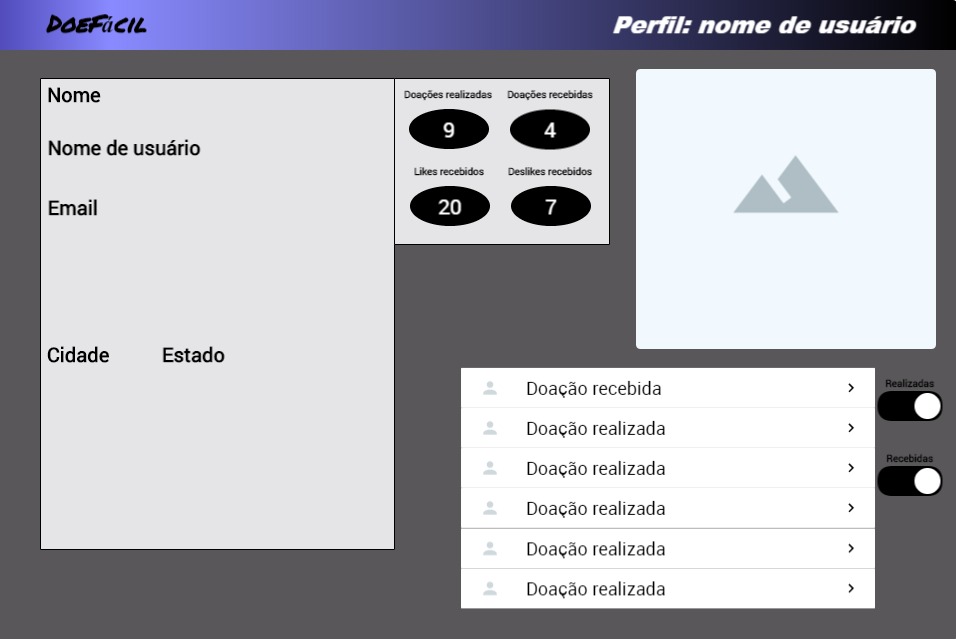 DoeFácil
Perfil: nome de usuário
Nome
Nome de usuário
Email
Cidade Estado
Doações realizadas Doações recebidas
9 4
Likes recebidos Deslikes recebidos
20 7
Doação recebida
Doação realizada
Doação realizada
Doação realizada
Doação realizada
Doação realizada
Realizadas
Recebidas